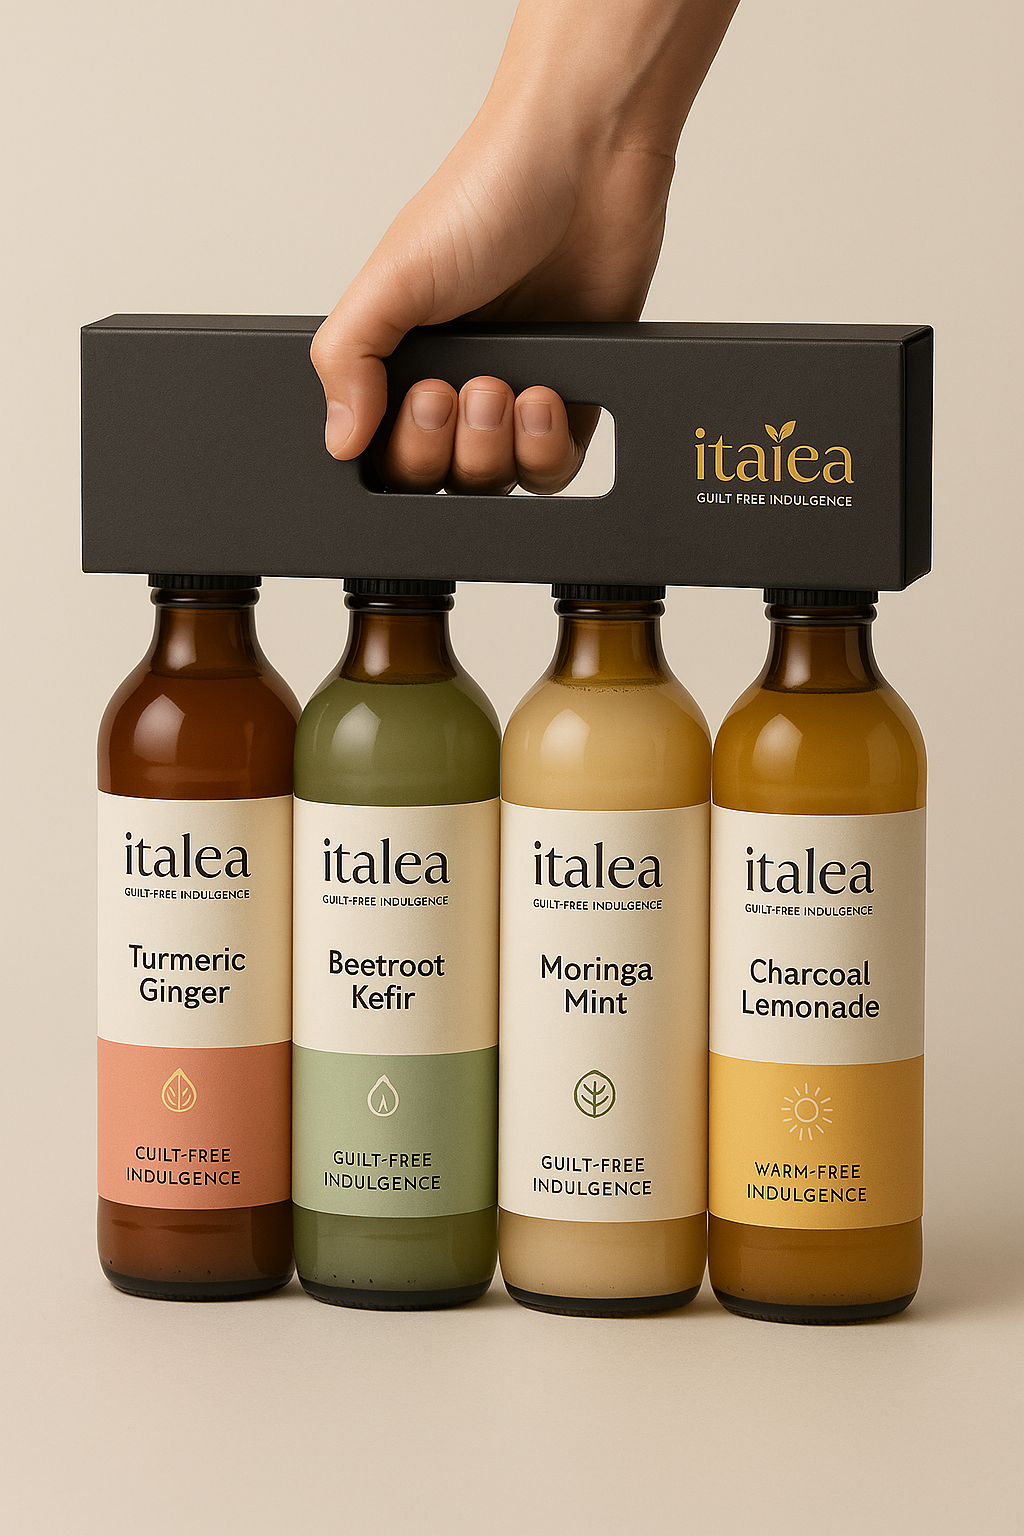 itaıea
GUILT FREE INDULGENCE
italea
GUILT-FREE INDULGENCE
Turmeric
Ginger
CUILT-FREE
INDULGENCE
italea
GUILT-FREE INDULGENCE
Beetroot
Kefir
GUILT-FREE
INDULGENCE
italea
GUILT-FREE INDULGENCE
Moringa
Mint
GUILT-FREE
INDULGENCE
italea
GUILT-FREE INDULGENCE
Charcoal
Lemonade
WARM-FREE
INDULGENCE